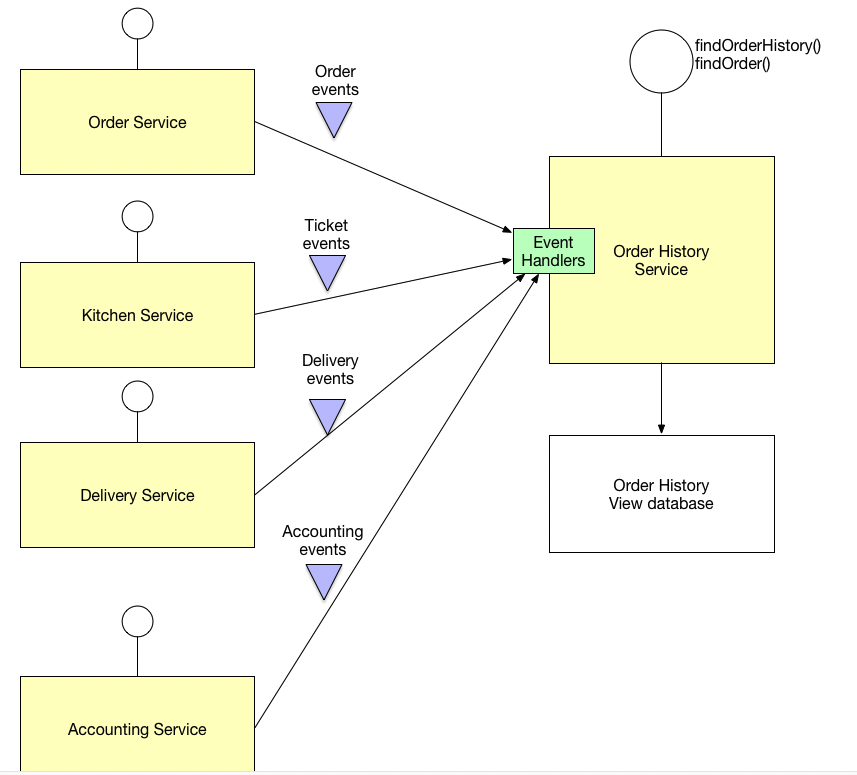 findOrderHistory()
findOrder()
Order
events
Order Service
Ticket
events
Event
Handlers
Order History
Service
Kitchen Service
Delivery
events
Delivery Service
Order History
View database
Accounting
events
Accounting Service